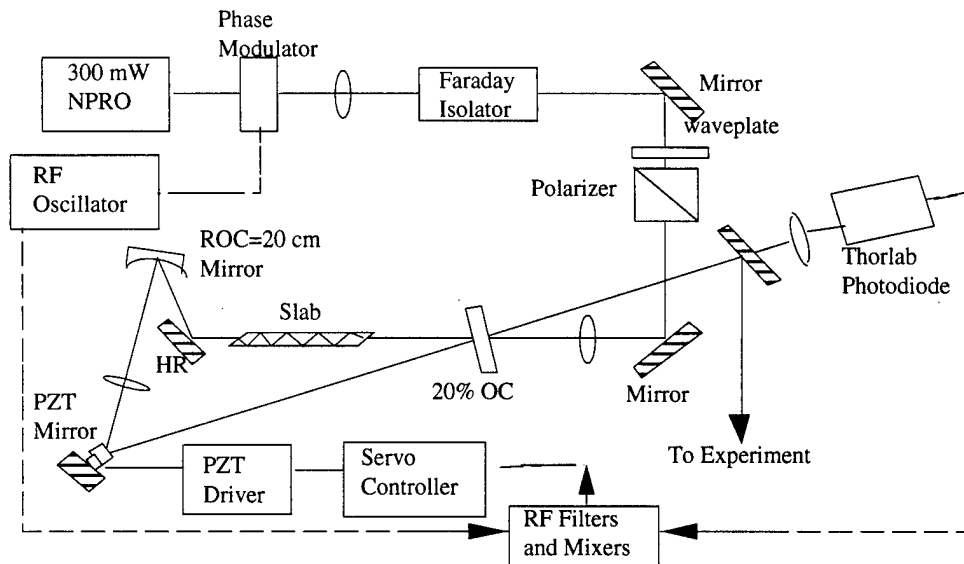 Phase
Modulator
300 mW
NPRO
Faraday
Isolator
Mirror
waveplate
RF
Oscillator
Polarizer
ROC=20 cm
Mirror
Thorlab
Photodiode
Slab
HR
20% OC
Mirror
PZT
Mirror
To Experiment
PZT
Driver
Servo
Controller
RF Filters
and Mixers